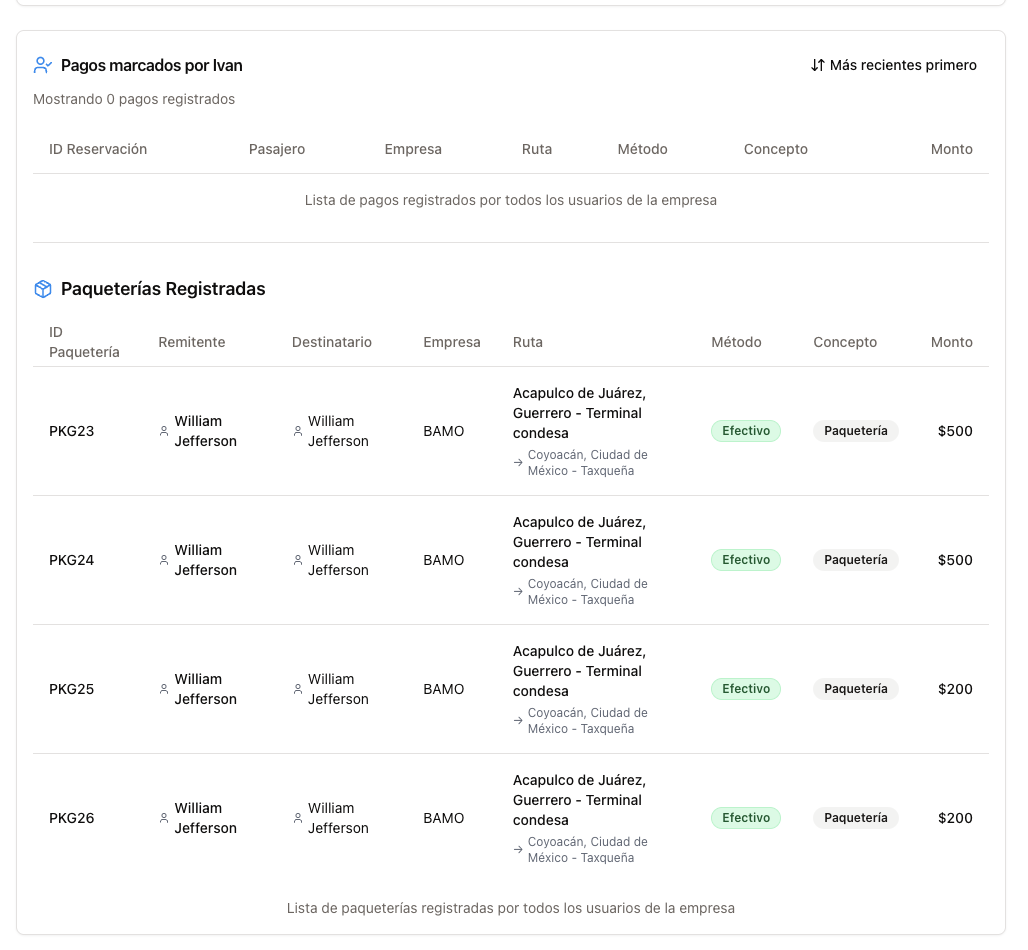 Pagos marcados por Ivan
Más recientes primero
Mostrando 0 pagos registrados
ID Reservación Pasajero Empresa Ruta Método Concepto Monto
Lista de pagos registrados por todos los usuarios de la empresa
Paqueterías Registradas
ID Paquetería Remitente Destinatario Empresa Ruta Método Concepto Monto
PKG23
William
Jefferson
William
Jefferson
BAMO
Acapulco de Juárez,
Guerrero - Terminal
condesa
→ Coyoacán, Ciudad de
México - Taxqueña
Efectivo
Paquetería
$500
PKG24
William
Jefferson
William
Jefferson
BAMO
Acapulco de Juárez,
Guerrero - Terminal
condesa
→ Coyoacán, Ciudad de
México - Taxqueña
Efectivo
Paquetería
$500
PKG25
William
Jefferson
William
Jefferson
BAMO
Acapulco de Juárez,
Guerrero - Terminal
condesa
→ Coyoacán, Ciudad de
México - Taxqueña
Efectivo
Paquetería
$200
PKG26
William
Jefferson
William
Jefferson
BAMO
Acapulco de Juárez,
Guerrero - Terminal
condesa
→ Coyoacán, Ciudad de
México - Taxqueña
Efectivo
Paquetería
$200
Lista de paqueterías registradas por todos los usuarios de la empresa